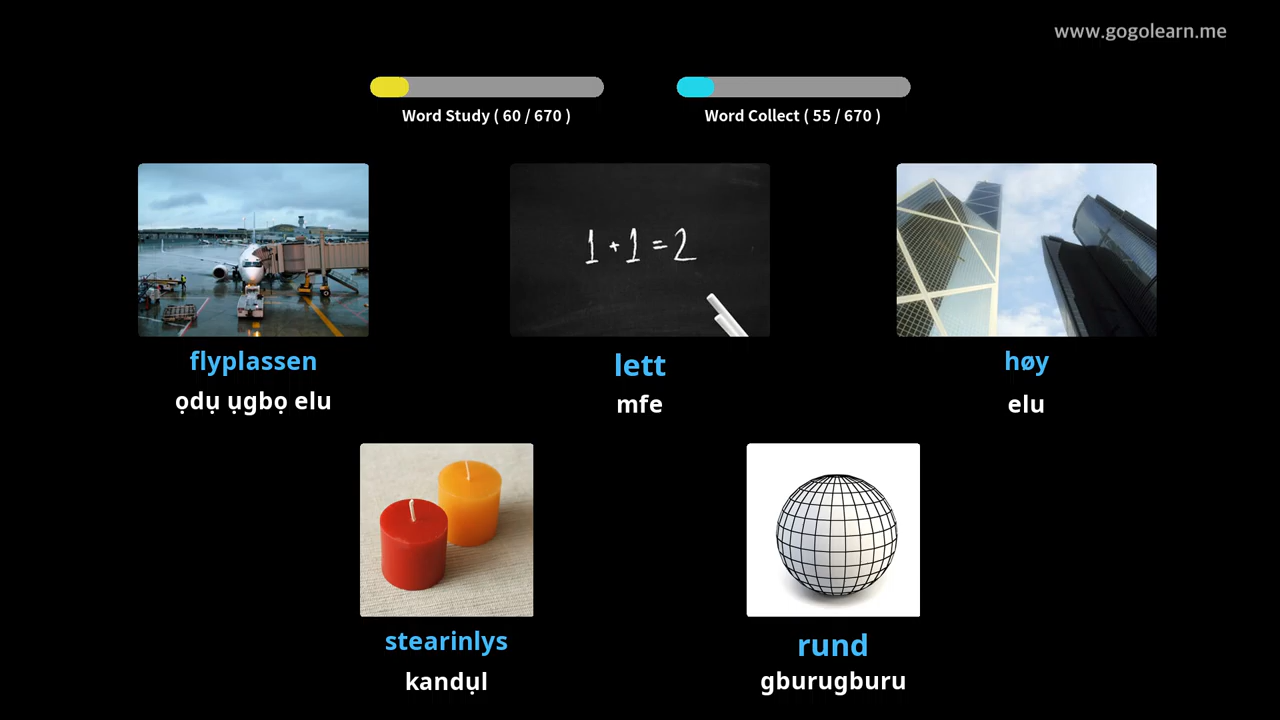 www.gogolearn.me
Word Study ( 60 / 670 )
Word Collect ( 55 / 670 )
1 + 1 = 2
flyplassen
ọdụ ụgbọ elu
lett
mfe
høy
elu
stearinlys
kandụl
rund
gburugburu